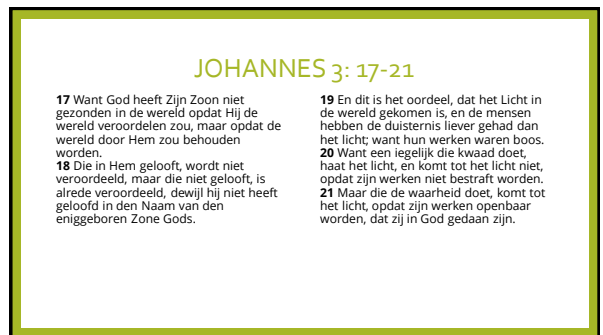 JOHANNES 3: 17-21
17 Want God heeft Zijn Zoon niet
gezonden in de wereld opdat Hij de
wereld veroordelen zou, maar opdat de
wereld door Hem zou behouden
worden.
18 Die in Hem gelooft, wordt niet
veroordeeld, maar die niet gelooft, is
alrede veroordeeld, dewijl hij niet heeft
geloofd in den Naam van den
eniggeboren Zone Gods.
19 En dit is het oordeel, dat het Licht in
de wereld gekomen is, en de mensen
hebben de duisternis liever gehad dan
het licht; want hun werken waren boos.
20 Want een iegelijk die kwaad doet,
haat het licht, en komt tot het licht niet,
opdat zijn werken niet bestraft worden.
21 Maar die de waarheid doet, komt tot
het licht, opdat zijn werken openbaar
worden, dat zij in God gedaan zijn.